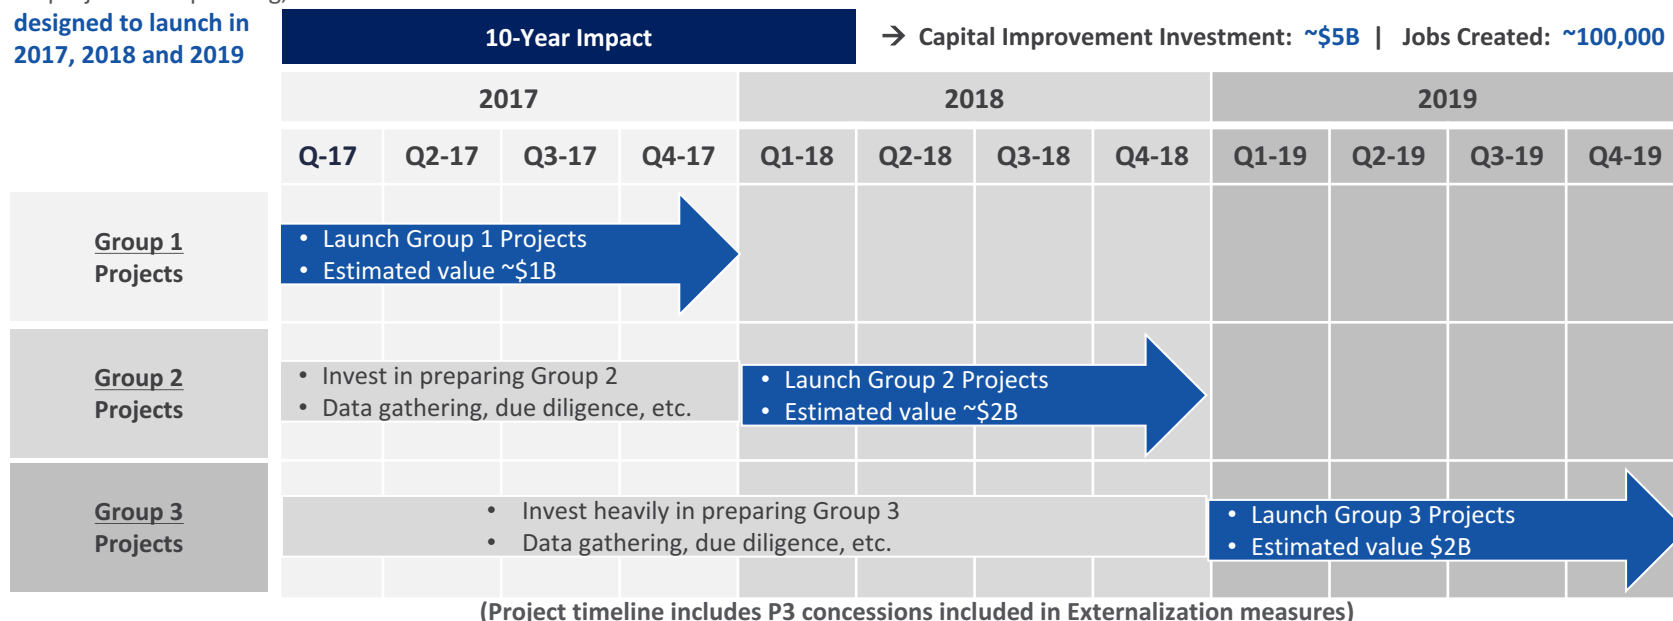 designed to launch in
2017, 2018 and 2019
10-Year Impact
→ Capital Improvement Investment: ~$5B | Jobs Created: ~100,000
2017 2018 2019
Q-17 Q2-17 Q3-17 Q4-17 Q1-18 Q2-18 Q3-18 Q4-18 Q1-19 Q2-19 Q3-19 Q4-19
Group 1
Projects
• Launch Group 1 Projects
• Estimated value ~$1B
Group 2
Projects
• Invest in preparing Group 2
• Data gathering, due diligence, etc.
• Launch Group 2 Projects
• Estimated value ~$2B
Group 3
Projects
• Invest heavily in preparing Group 3
• Data gathering, due diligence, etc.
• Launch Group 3 Projects
• Estimated value $2B
(Project timeline includes P3 concessions included in Externalization measures)